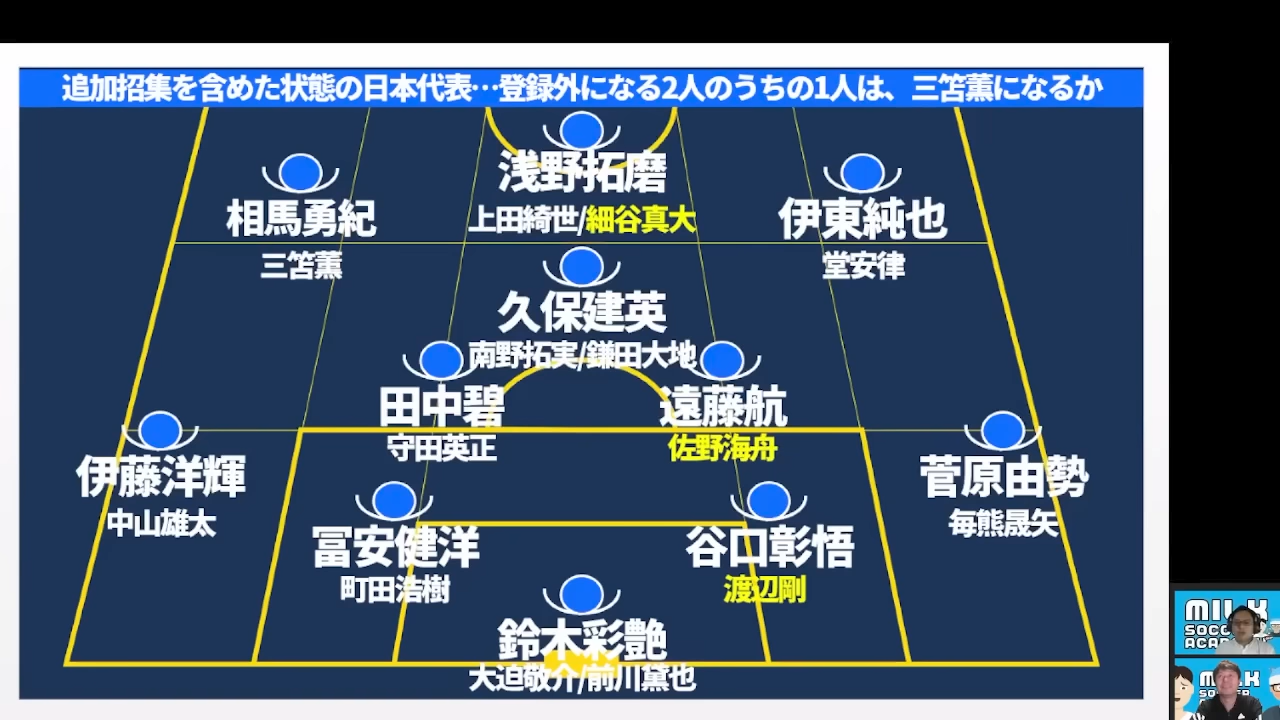 追加招集を含めた状態の日本代表…登録外になる2人のうちの1人は、三笘薫になるか
浅野拓磨
上田綺世/細谷真大
相馬勇紀
三笘薫
伊東純也
堂安律
久保建英
南野拓実/鎌田大地
田中碧
守田英正
遠藤航
佐野海舟
伊藤洋輝
中山雄太
菅原由勢
毎熊晟矢
冨安健洋
町田浩樹
谷口彰悟
渡辺剛
鈴木彩艶
大迫敬介/前川黛也
MILK
SOCC
ACAD
MILK